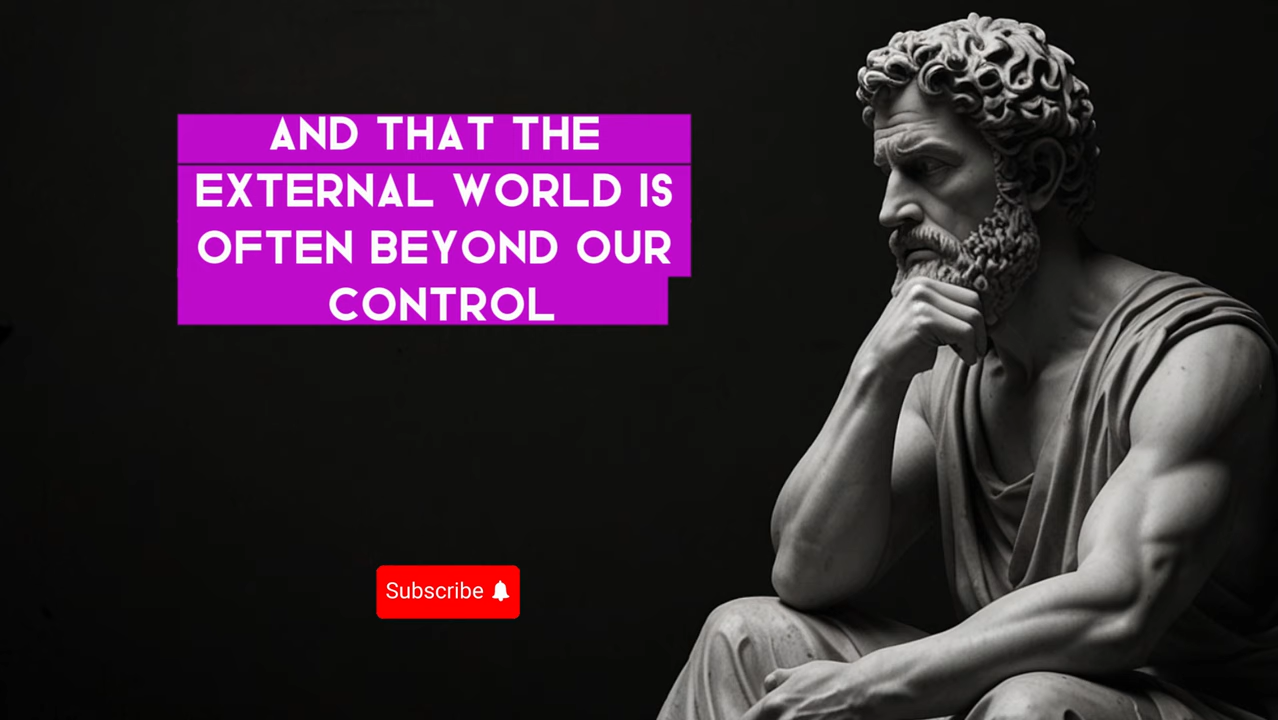 AND THAT THE
EXTERNAL WORLD IS
OFTEN BEYOND OUR
CONTROL
Subscribe